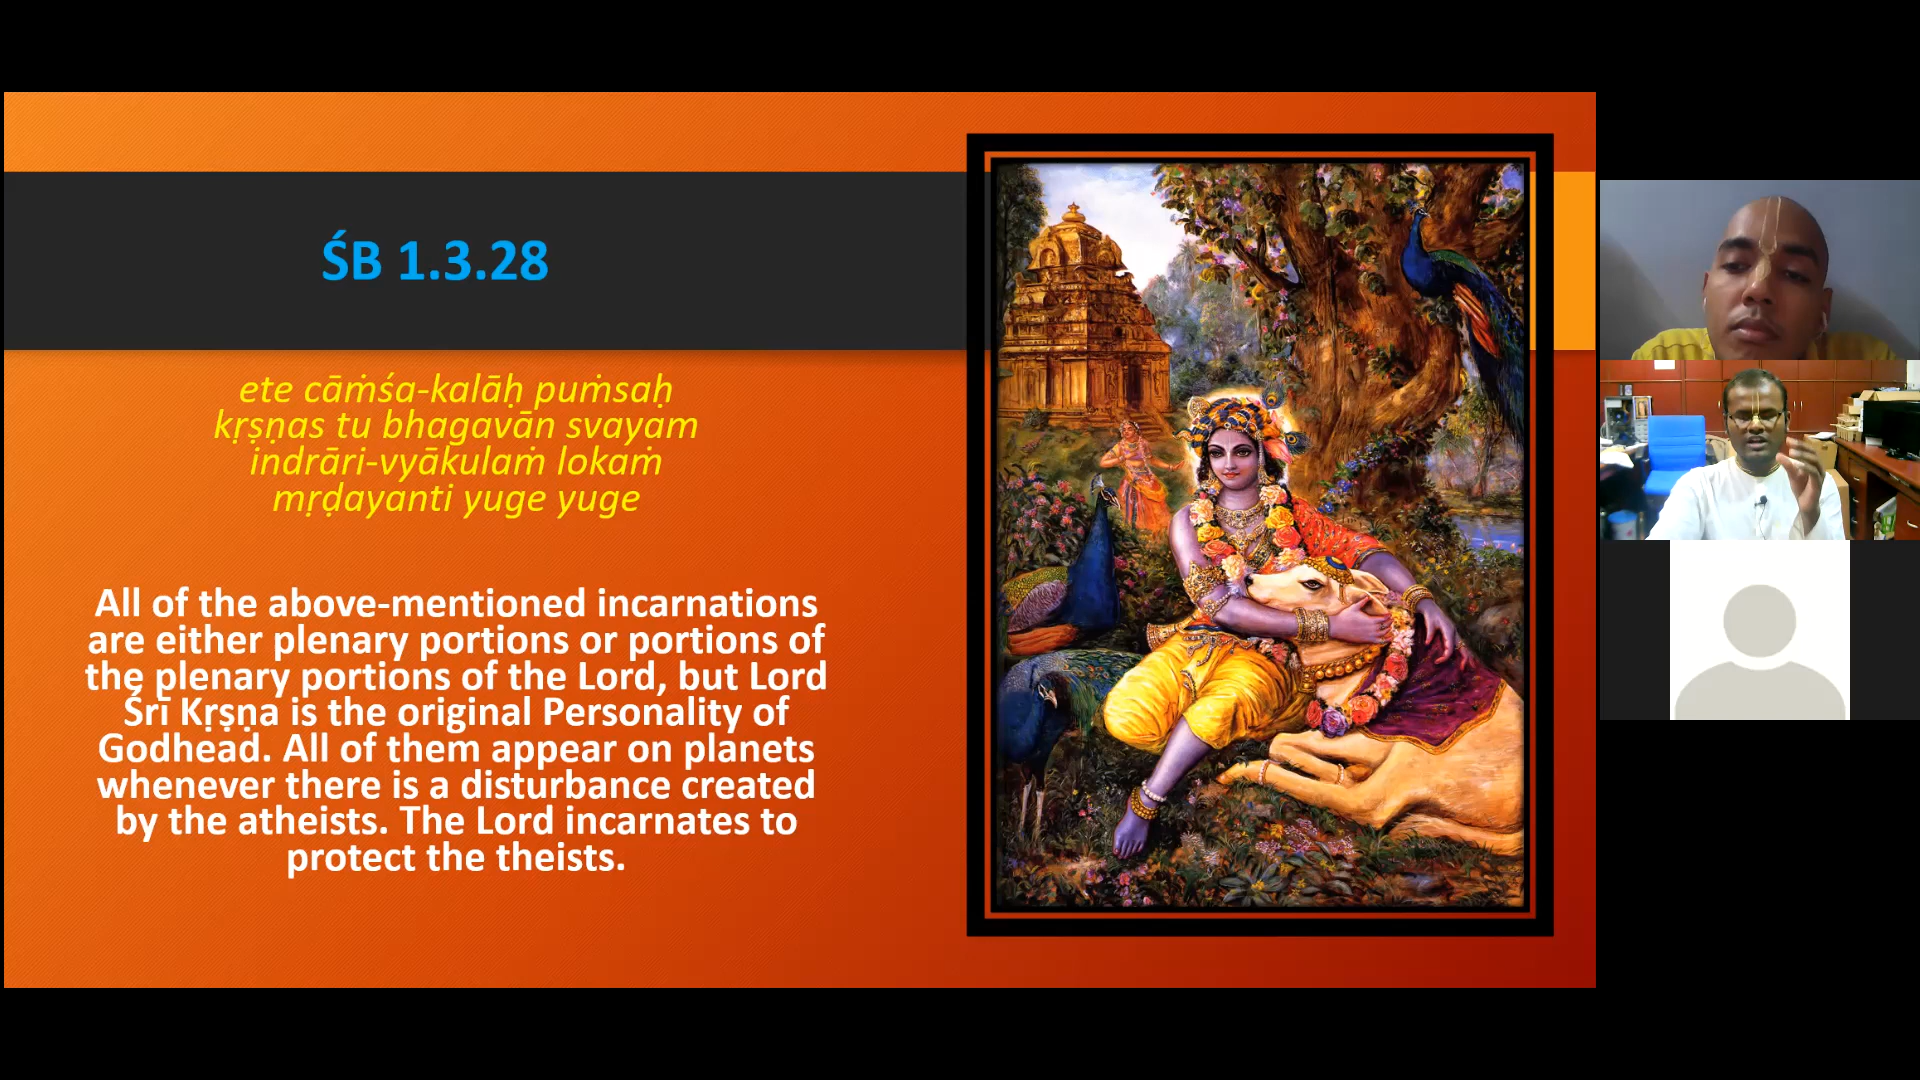 ŚB 1.3.28
ete cāṁśa-kalāḥ puṁsaḥ
kṛṣṇas tu bhagavān svayam
indrāri-vyākulaṁ lokaṁ
mṛḍayanti yuge yuge
All of the above-mentioned incarnations
are either plenary portions or portions of
the plenary portions of the Lord, but Lord
Śrī Kṛṣṇa is the original Personality of
Godhead. All of them appear on planets
whenever there is a disturbance created
by the atheists. The Lord incarnates to
protect the theists.